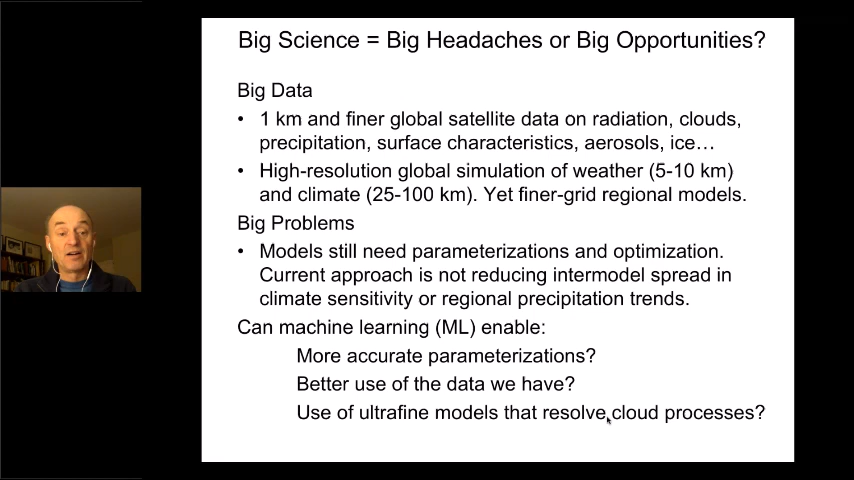 Big Science = Big Headaches or Big Opportunities?
Big Data
• 1 km and finer global satellite data on radiation, clouds,
precipitation, surface characteristics, aerosols, ice…
• High-resolution global simulation of weather (5-10 km)
and climate (25-100 km). Yet finer-grid regional models.
Big Problems
• Models still need parameterizations and optimization.
Current approach is not reducing intermodel spread in
climate sensitivity or regional precipitation trends.
Can machine learning (ML) enable:
More accurate parameterizations?
Better use of the data we have?
Use of ultrafine models that resolve cloud processes?